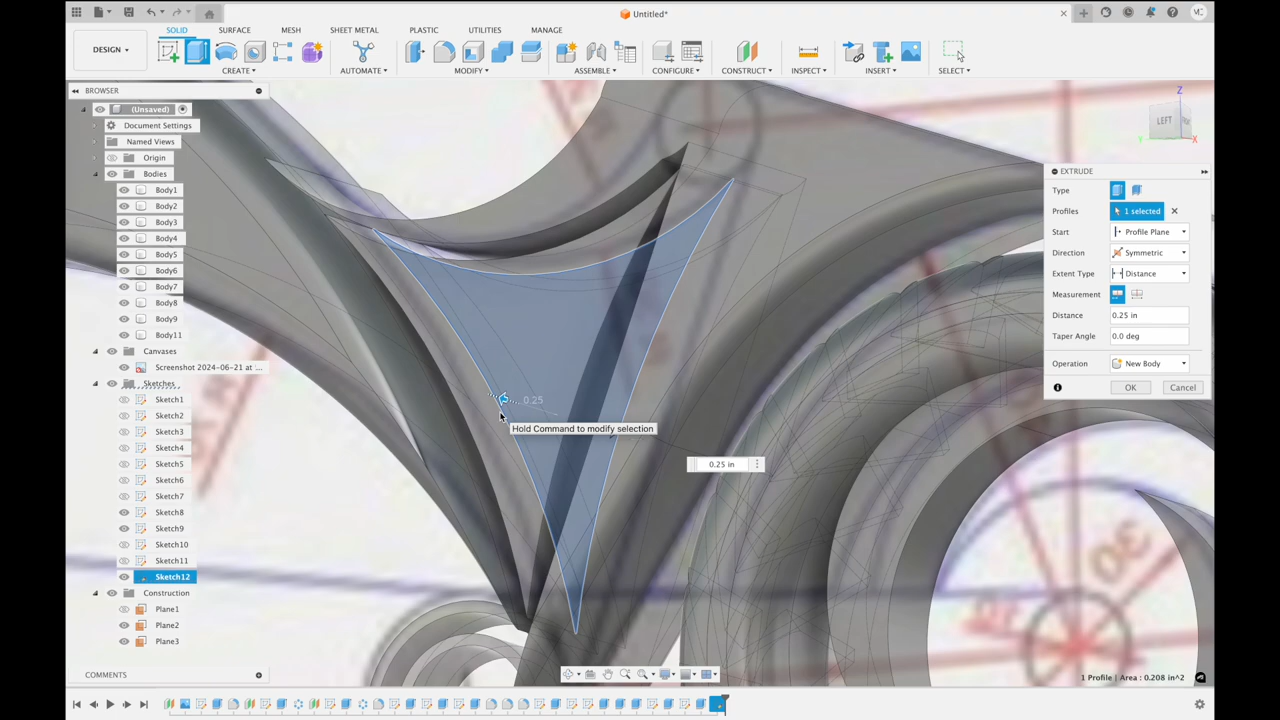 Untitled*
MC
DESIGN
SOLID SURFACE MESH SHEET METAL PLASTIC UTILITIES MANAGE
CREATE AUTOMATE MODIFY ASSEMBLE CONFIGURE CONSTRUCT INSPECT INSERT SELECT
BROWSER
(Unsaved)
Document Settings
Named Views
Origin
Bodies
Body1
Body2
Body3
Body4
Body5
Body6
Body7
Body8
Body9
Body11
Canvases
Screenshot 2024-06-21 at ...
Sketches
Sketch1
Sketch2
Sketch3
Sketch4
Sketch5
Sketch6
Sketch7
Sketch8
Sketch9
Sketch10
Sketch11
Sketch12
Construction
Plane1
Plane2
Plane3
COMMENTS
0.25
Hold Command to modify selection
0.25 in
Z
LEFT
Y
X
EXTRUDE
Type
Profiles 1 selected
Start Profile Plane
Direction Symmetric
Extent Type Distance
Measurement
Distance 0.25 in
Taper Angle 0.0 deg
Operation New Body
OK Cancel
30
1 Profile | Area : 0.208 in^2